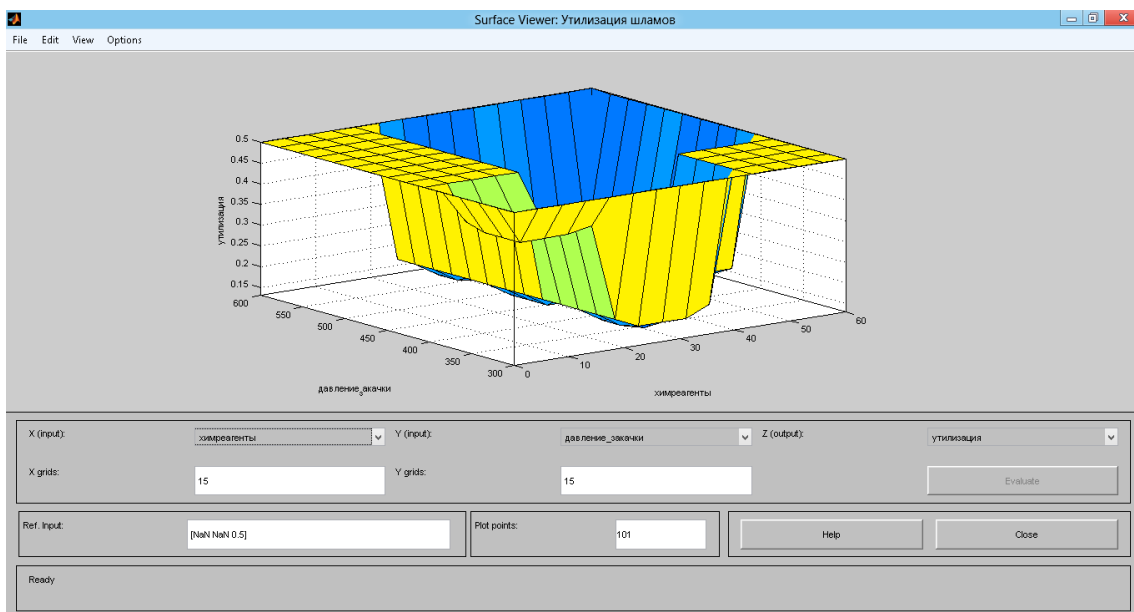 Surface Viewer: Утилизация шламов
File Edit View Options
0.5
0.45
0.4
0.35
0.3
0.25
0.2
0.15
утилизация
600
550
500
450
400
350
300
давление_закачки
0
10
20
30
40
50
60
химреагенты
X (input): химреагенты Y (input): давление_закачки Z (output): утилизация
X grids: 15 Y grids: 15 Evaluate
Ref. Input: [NaN NaN 0.5] Plot points: 101 Help Close
Ready